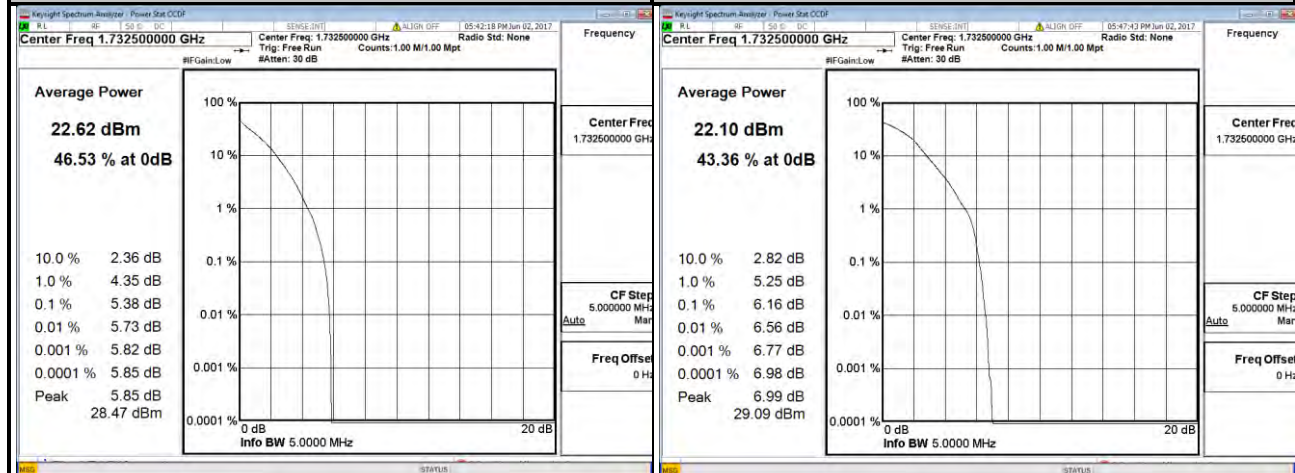 Keysight Spectrum Analyzer - Power Stat CCDF
RL RF 50 Ω DC SENSE:INT ALIGN OFF 05:42:18 PM Jun 02, 2017
Center Freq 1.732500000 GHz
Center Freq: 1.732500000 GHz
Radio Std: None
Trig: Free Run Counts:1.00 M/1.00 Mpt
#IFGain:Low #Atten: 30 dB
Frequency
Average Power
22.62 dBm
46.53 % at 0dB
10.0 % 2.36 dB
1.0 % 4.35 dB
0.1 % 5.38 dB
0.01 % 5.73 dB
0.001 % 5.82 dB
0.0001 % 5.85 dB
Peak 5.85 dB
28.47 dBm
100 %
10 %
1 %
0.1 %
0.01 %
0.001 %
0.0001 %
0 dB 20 dB
Info BW 5.0000 MHz
Center Freq
1.732500000 GHz
CF Step
5.000000 MHz
Auto Man
Freq Offset
0 Hz
MSG STATUS
Keysight Spectrum Analyzer - Power Stat CCDF
RL RF 50 Ω DC SENSE:INT ALIGN OFF 05:47:43 PM Jun 02, 2017
Center Freq 1.732500000 GHz
Center Freq: 1.732500000 GHz
Radio Std: None
Trig: Free Run Counts:1.00 M/1.00 Mpt
#IFGain:Low #Atten: 30 dB
Frequency
Average Power
22.10 dBm
43.36 % at 0dB
10.0 % 2.82 dB
1.0 % 5.25 dB
0.1 % 6.16 dB
0.01 % 6.56 dB
0.001 % 6.77 dB
0.0001 % 6.98 dB
Peak 6.99 dB
29.09 dBm
100 %
10 %
1 %
0.1 %
0.01 %
0.001 %
0.0001 %
0 dB 20 dB
Info BW 5.0000 MHz
Center Freq
1.732500000 GHz
CF Step
5.000000 MHz
Auto Man
Freq Offset
0 Hz
MSG STATUS